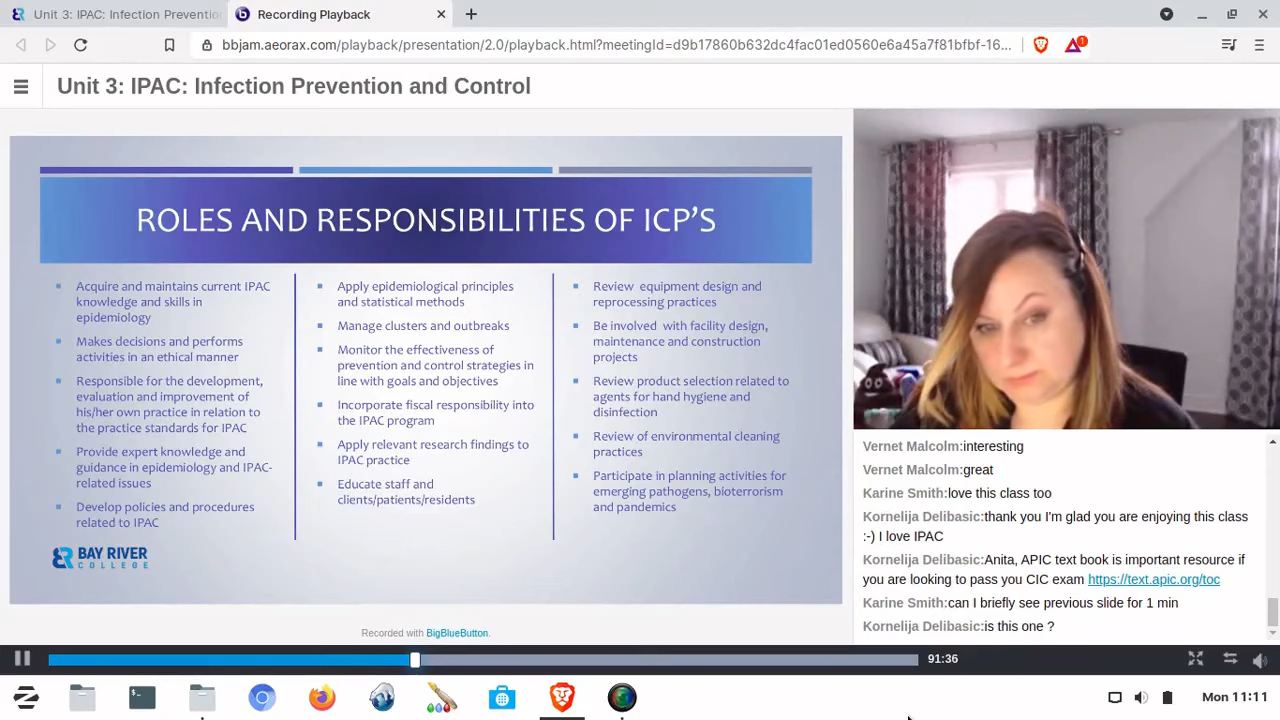 Unit 3: IPAC: Infection Preventio
Recording Playback
bbjam.aeorax.com/playback/presentation/2.0/playback.html?meetingId=d9b17860b632dc4fac01ed0560e6a45a7f81bfbf-16...
1
Unit 3: IPAC: Infection Prevention and Control
ROLES AND RESPONSIBILITIES OF ICP'S
Acquire and maintains current IPAC
knowledge and skills in
epidemiology
Makes decisions and performs
activities in an ethical manner
Responsible for the development,
evaluation and improvement of
his/her own practice in relation to
the practice standards for IPAC
Provide expert knowledge and
guidance in epidemiology and IPAC-
related issues
Develop policies and procedures
related to IPAC
Apply epidemiological principles
and statistical methods
Manage clusters and outbreaks
Monitor the effectiveness of
prevention and control strategies in
line with goals and objectives
Incorporate fiscal responsibility into
the IPAC program
Apply relevant research findings to
IPAC practice
Educate staff and
clients/patients/residents
Review equipment design and
reprocessing practices
Be involved with facility design,
maintenance and construction
projects
Review product selection related to
agents for hand hygiene and
disinfection
Review of environmental cleaning
practices
Participate in planning activities for
emerging pathogens, bioterrorism
and pandemics
BAY RIVER
COLLEGE
Recorded with BigBlueButton.
Vernet Malcolm:interesting
Vernet Malcolm:great
Karine Smith:love this class too
Kornelija Delibasic:thank you I'm glad you are enjoying this class
:-) I love IPAC
Kornelija Delibasic:Anita, APIC text book is important resource if
you are looking to pass you CIC exam https://text.apic.org/toc
Karine Smith:can I briefly see previous slide for 1 min
Kornelija Delibasic:is this one ?
91:36
Mon 11:11